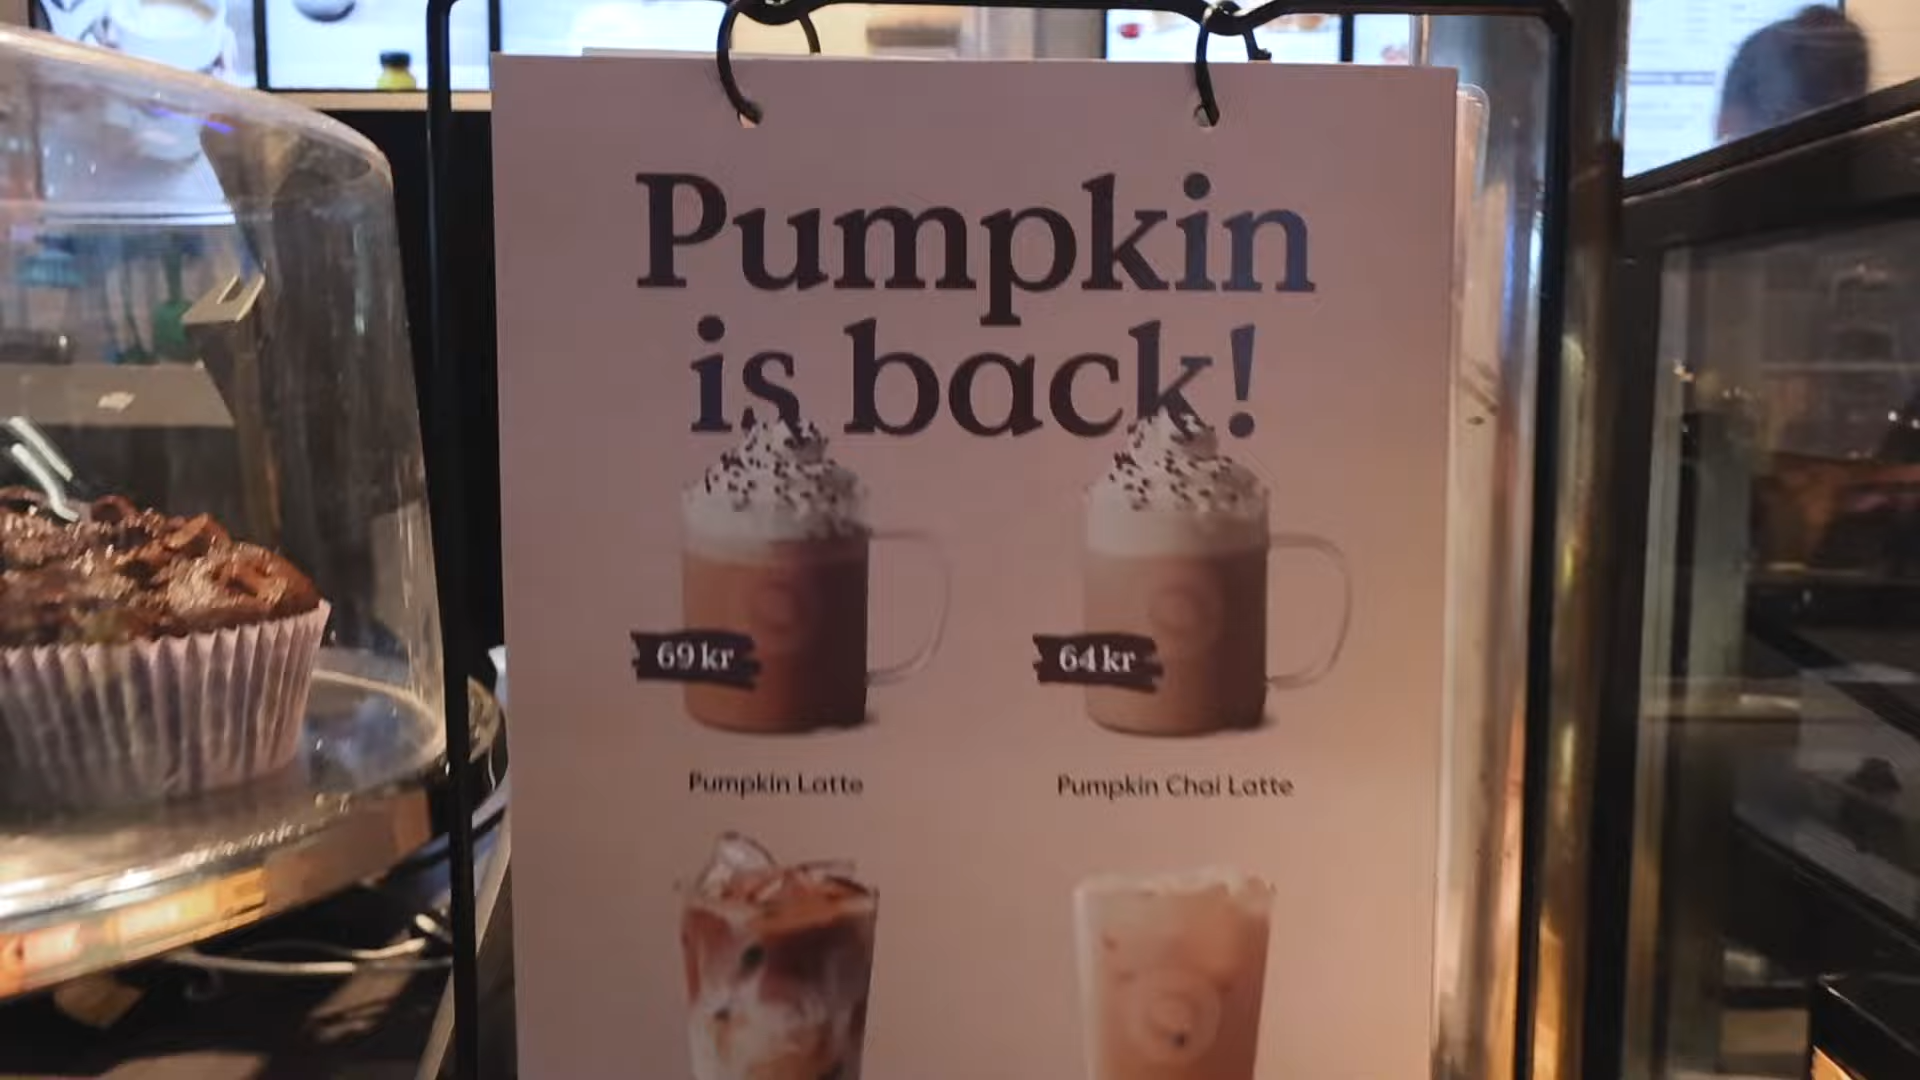 Pumpkin
is back!
69 kr
64 kr
Pumpkin Latte
Pumpkin Chai Latte